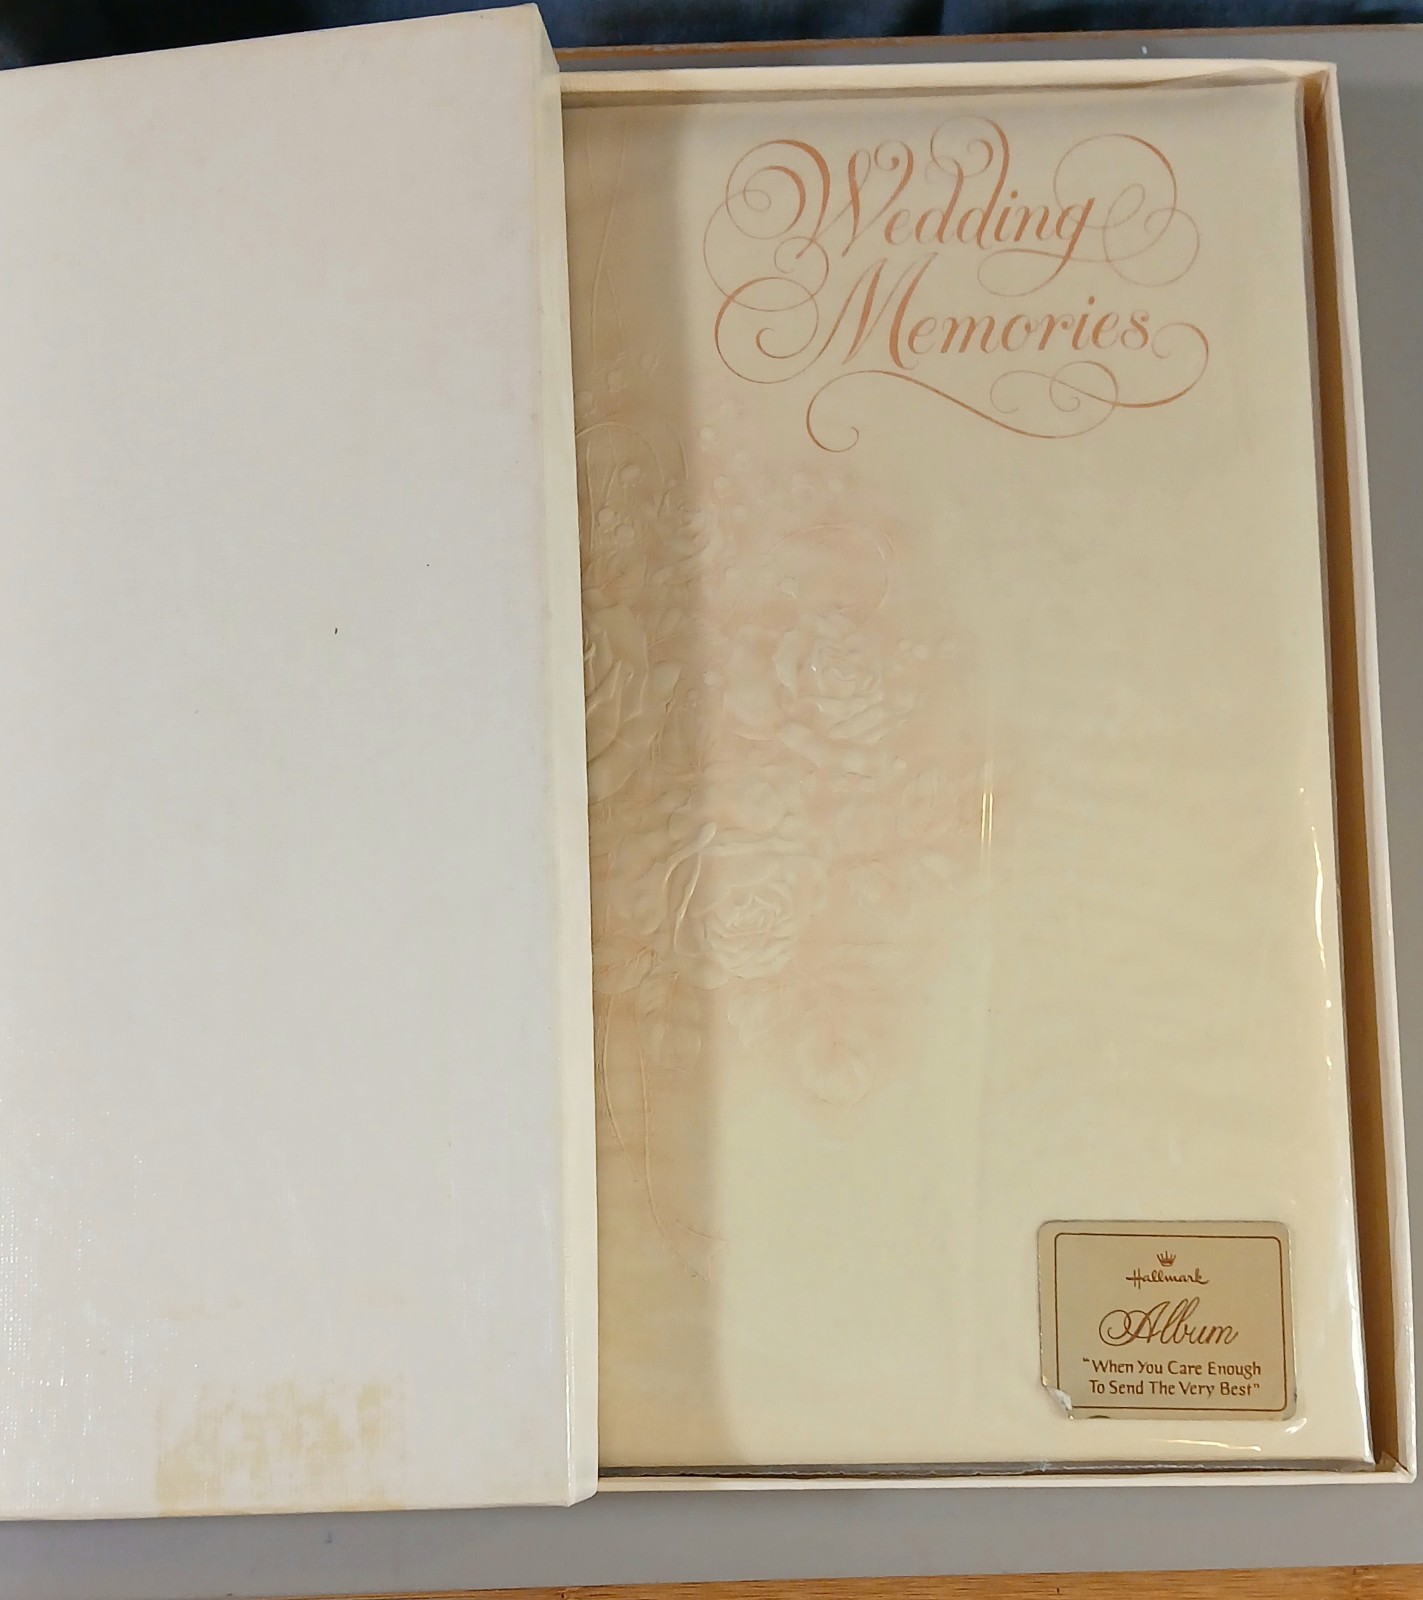 Wedding
Memories
Hallmark
Album
"When You Care Enough
To Send The Very Best"